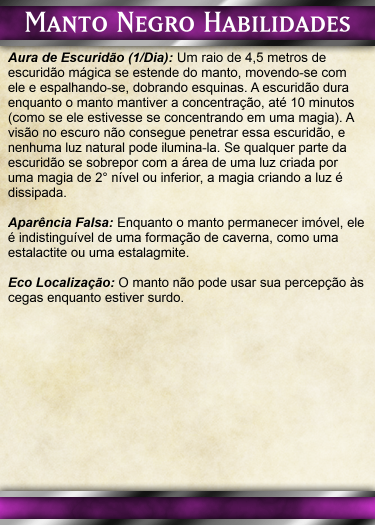 Manto Negro Habilidades
Aura de Escuridão (1/Dia): Um raio de 4,5 metros de
escuridão mágica se estende do manto, movendo-se com
ele e espalhando-se, dobrando esquinas. A escuridão dura
enquanto o manto mantiver a concentração, até 10 minutos
(como se ele estivesse se concentrando em uma magia). A
visão no escuro não consegue penetrar essa escuridão, e
nenhuma luz natural pode ilumina-la. Se qualquer parte da
escuridão se sobrepor com a área de uma luz criada por
uma magia de 2° nível ou inferior, a magia criando a luz é
dissipada.
Aparência Falsa: Enquanto o manto permanecer imóvel, ele
é indistinguível de uma formação de caverna, como uma
estalactite ou uma estalagmite.
Eco Localização: O manto não pode usar sua percepção às
cegas enquanto estiver surdo.